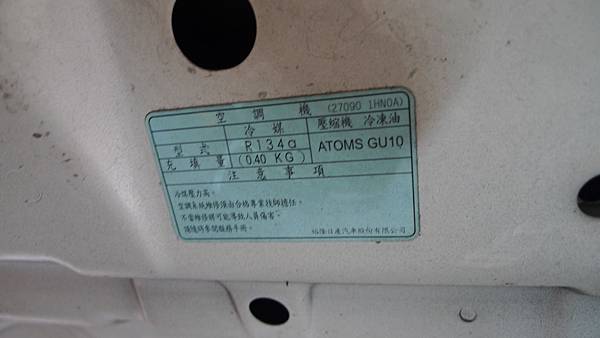 空調機 (27090 1HN0A)
冷媒 壓縮機 冷凍油
型式 R134a ATOMS GU10
充填量 (0.40 KG)
注意事項
冷媒壓力高。
空調系統維修須由合格專業技師擔任。
不當維修將可能導致人員傷害。
請隨時參閱服務手冊。
裕隆日產汽車股份有限公司